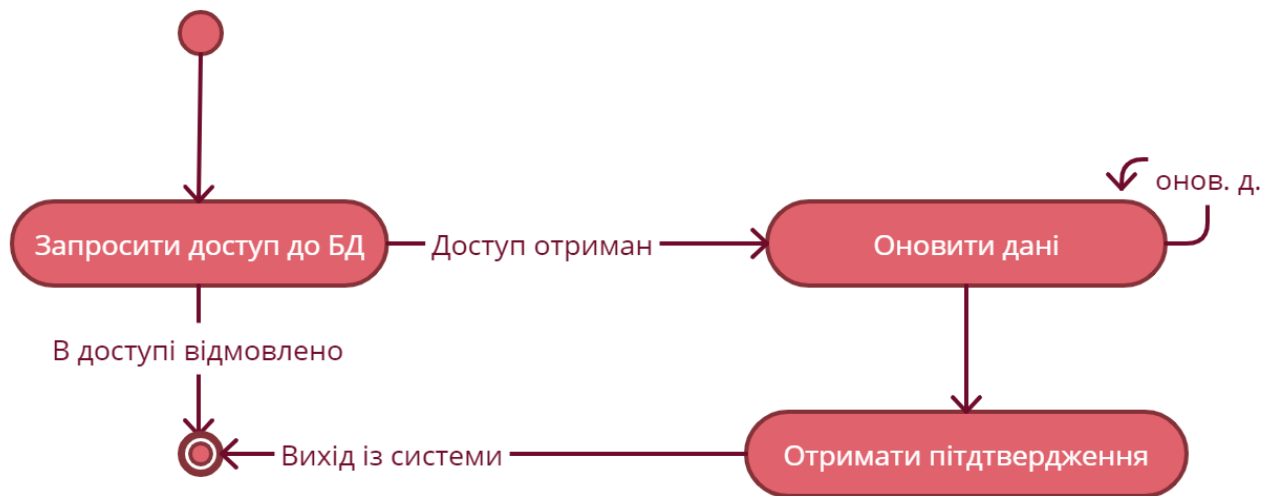 онов. д.
Запросити доступ до БД
Доступ отриман
Оновити дані
В доступі відмовлено
Вихід із системи
Отримати пітдтвердження